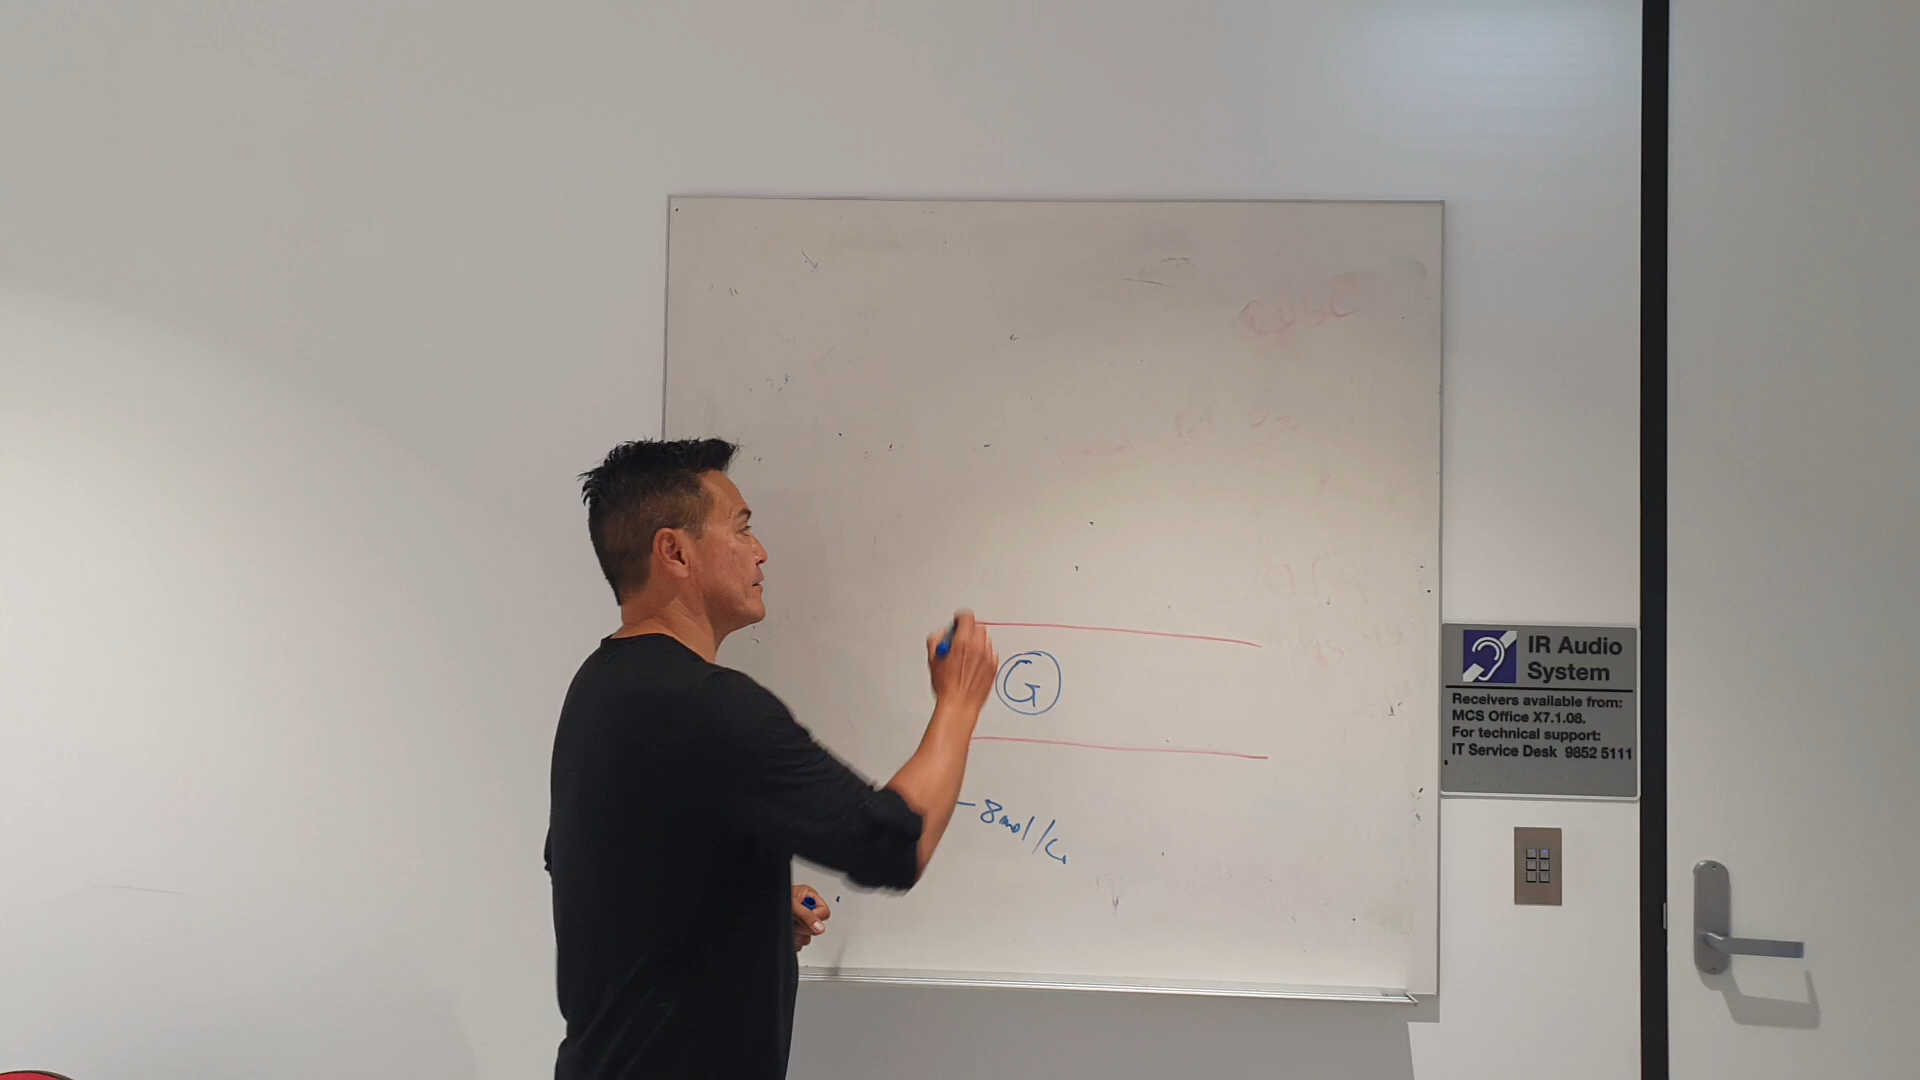 G
-8mol/L
IR Audio
System
Receivers available from:
MCS Office X7.1.08.
For technical support:
IT Service Desk 9852 5111